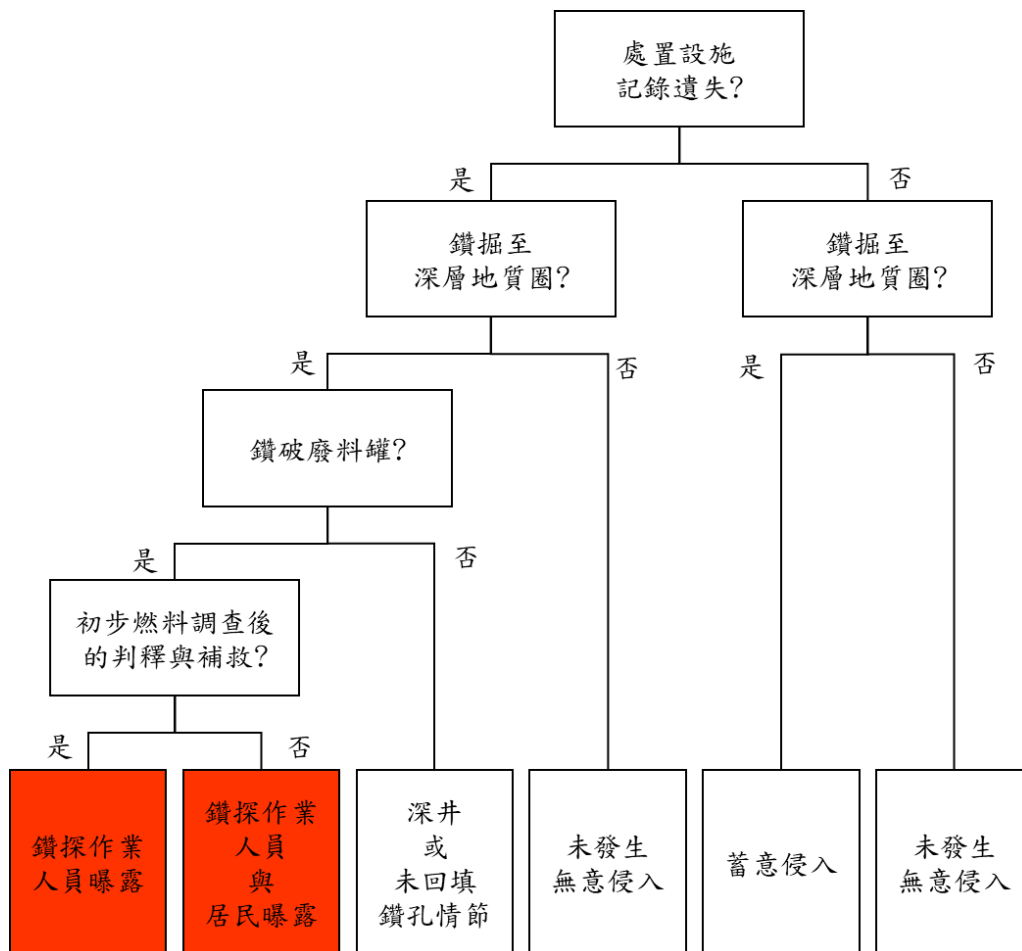 處置設施
記錄遺失?
是
否
鑽掘至
深層地質圈?
鑽掘至
深層地質圈?
是
否
是
否
鑽破廢料罐?
是
否
初步燃料調查後
的判釋與補救?
是
否
鑽探作業
人員曝露
鑽探作業
人員
與
居民曝露
深井
或
未回填
鑽孔情節
未發生
無意侵入
蓄意侵入
未發生
無意侵入